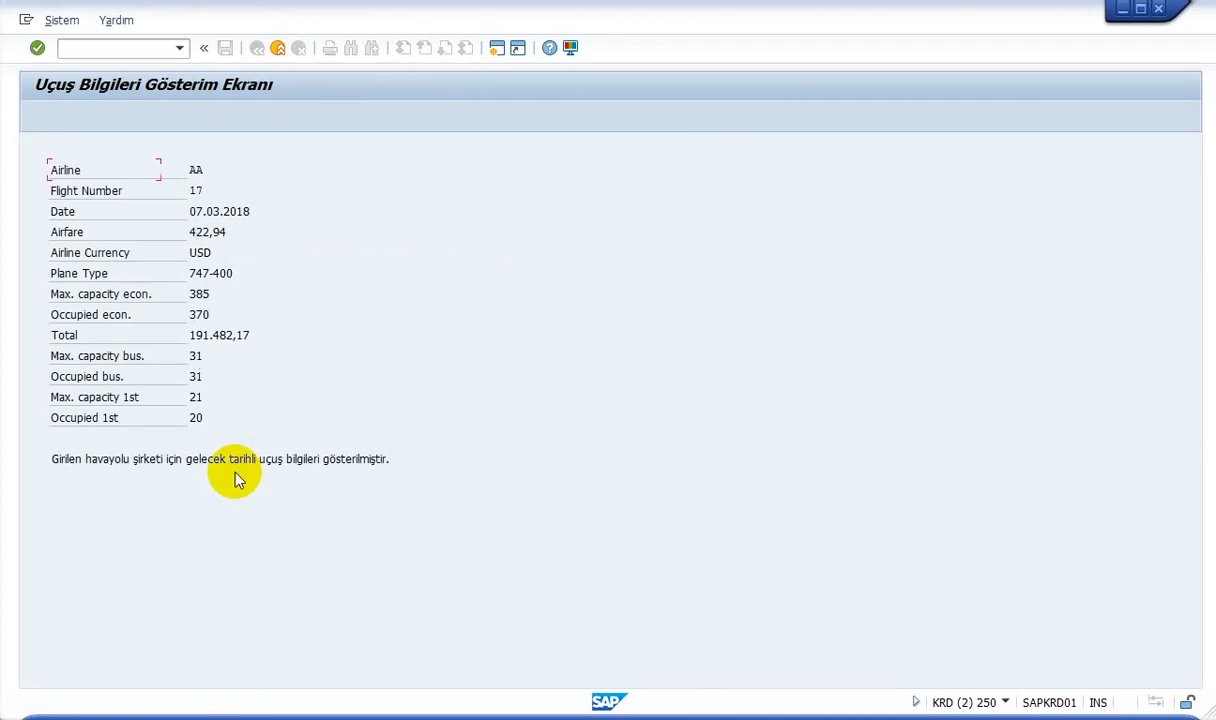 Sistem Yardım
Uçuş Bilgileri Gösterim Ekranı
Airline AA
Flight Number 17
Date 07.03.2018
Airfare 422,94
Airline Currency USD
Plane Type 747-400
Max. capacity econ. 385
Occupied econ. 370
Total 191.482,17
Max. capacity bus. 31
Occupied bus. 31
Max. capacity 1st 21
Occupied 1st 20
Girilen havayolu şirketi için gelecek tarihli uçuş bilgileri gösterilmiştir.
SAP KRD (2) 250 SAPKRD01 INS